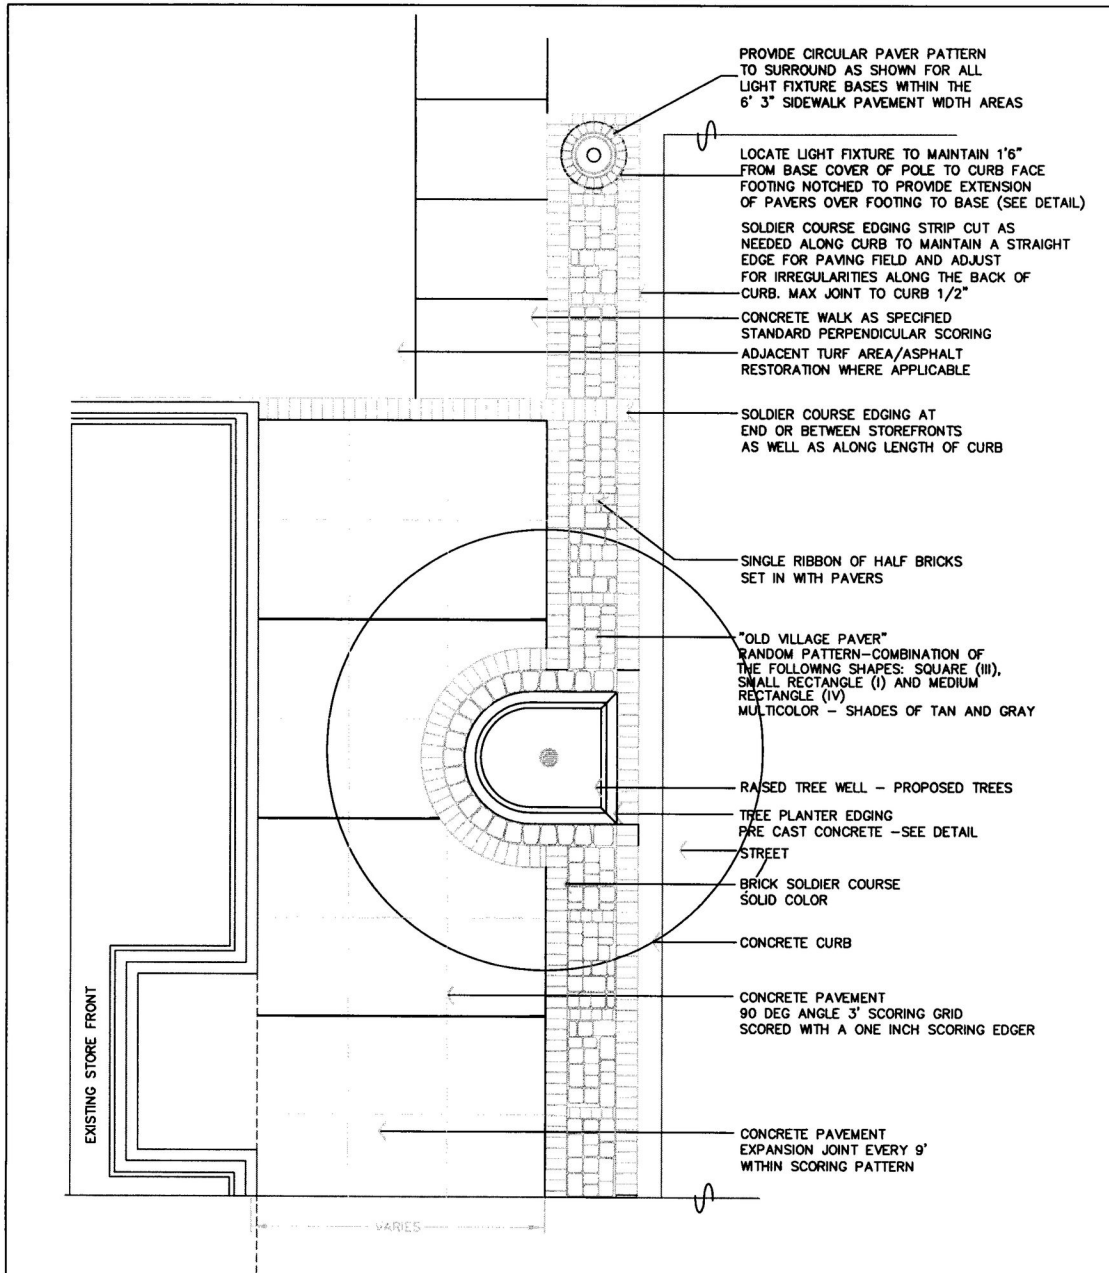 PROVIDE CIRCULAR PAVER PATTERN
TO SURROUND AS SHOWN FOR ALL
LIGHT FIXTURE BASES WITHIN THE
6' 3" SIDEWALK PAVEMENT WIDTH AREAS
LOCATE LIGHT FIXTURE TO MAINTAIN 1'6"
FROM BASE COVER OF POLE TO CURB FACE
FOOTING NOTCHED TO PROVIDE EXTENSION
OF PAVERS OVER FOOTING TO BASE (SEE DETAIL)
SOLDIER COURSE EDGING STRIP CUT AS
NEEDED ALONG CURB TO MAINTAIN A STRAIGHT
EDGE FOR PAVING FIELD AND ADJUST
FOR IRREGULARITIES ALONG THE BACK OF
CURB. MAX JOINT TO CURB 1/2"
CONCRETE WALK AS SPECIFIED
STANDARD PERPENDICULAR SCORING
ADJACENT TURF AREA/ASPHALT
RESTORATION WHERE APPLICABLE
SOLDIER COURSE EDGING AT
END OR BETWEEN STOREFRONTS
AS WELL AS ALONG LENGTH OF CURB
SINGLE RIBBON OF HALF BRICKS
SET IN WITH PAVERS
"OLD VILLAGE PAVER"
RANDOM PATTERN-COMBINATION OF
THE FOLLOWING SHAPES: SQUARE (III),
SMALL RECTANGLE (I) AND MEDIUM
RECTANGLE (IV)
MULTICOLOR - SHADES OF TAN AND GRAY
RAISED TREE WELL - PROPOSED TREES
TREE PLANTER EDGING
PRE CAST CONCRETE -SEE DETAIL
STREET
BRICK SOLDIER COURSE
SOLID COLOR
CONCRETE CURB
CONCRETE PAVEMENT
90 DEG ANGLE 3' SCORING GRID
SCORED WITH A ONE INCH SCORING EDGER
EXISTING STORE FRONT
CONCRETE PAVEMENT
EXPANSION JOINT EVERY 9'
WITHIN SCORING PATTERN
VARIES